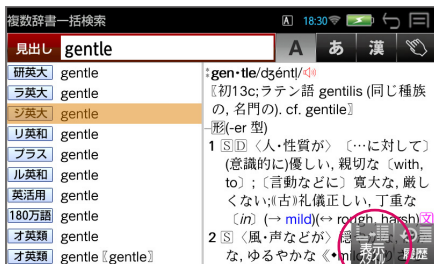 複数辞書一括検索
A 18:30
見出し gentle A あ 漢
研英大 gentle
ラ英大 gentle
ジ英大 gentle
リ英和 gentle
プラス gentle
ル英和 gentle
英活用 gentle
180万語 gentle
オ英類 gentle
オ英類 gentle〖gentle〗
gen・tle/dʒéntl/
〖初13c;ラテン語 gentilis (同じ種族
の, 名門の). cf. gentile〗
─形(-er 型)
1 S D 〈人・性質が〉〔…に対して〕
(意識的に)優しい, 親切な〔with,
to〕;〔言動などに〕寛大な, 厳し
くない;《古》礼儀正しい, 丁重な
〔in〕(→ mild)(↔ rough, harsh)文
2 S 〈風・声などが〉
な, ゆるやかな《◆mild
表示
履歴